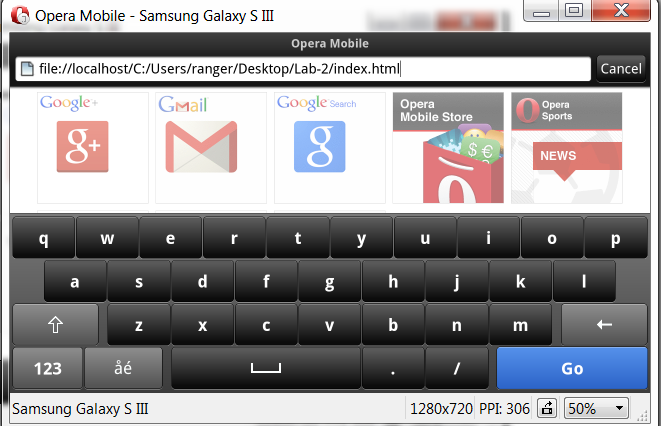 Opera Mobile - Samsung Galaxy S III
Opera Mobile
file://localhost/C:/Users/ranger/Desktop/Lab-2/index.html
Cancel
Google+
g+
Gmail
Google Search
g
Opera
Mobile Store
$ €
Opera
Sports
NEWS
q w e r t y u i o p
a s d f g h j k l
z x c v b n m
123 åé . / Go
Samsung Galaxy S III 1280x720 PPI: 306 50%